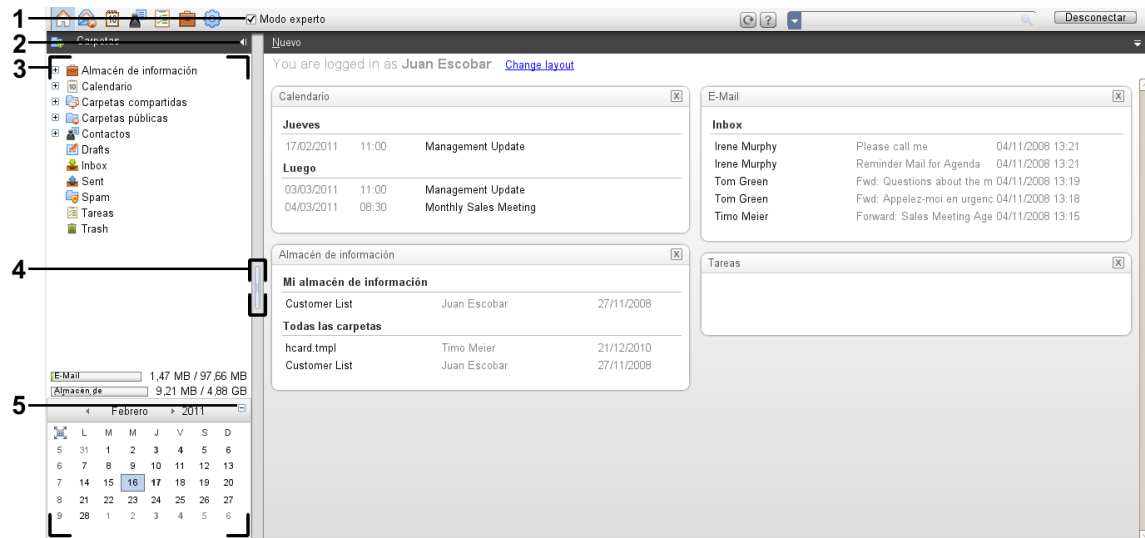 1
10
Modo experto
?
Desconectar
2
Carpetas
Nuevo
You are logged in as Juan Escobar. Change layout
3
Almacén de información
10 Calendario
Carpetas compartidas
Carpetas públicas
Contactos
Drafts
Inbox
Sent
Spam
Tareas
Trash
4
E-Mail 1,47 MB / 97,66 MB
Almacén de 9,21 MB / 4,88 GB
5
Febrero 2011
L M M J V S D
5 31 1 2 3 4 5 6
6 7 8 9 10 11 12 13
7 14 15 16 17 18 19 20
8 21 22 23 24 25 26 27
9 28 1 2 3 4 5 6
Calendario X
Jueves
17/02/2011 11:00 Management Update
Luego
03/03/2011 11:00 Management Update
04/03/2011 08:30 Monthly Sales Meeting
Almacén de información X
Mi almacén de información
Customer List Juan Escobar 27/11/2008
Todas las carpetas
hcard.tmpl Timo Meier 21/12/2010
Customer List Juan Escobar 27/11/2008
E-Mail X
Inbox
Irene Murphy Please call me 04/11/2008 13:21
Irene Murphy Reminder Mail for Agenda 04/11/2008 13:21
Tom Green Fwd: Questions about the m 04/11/2008 13:19
Tom Green Fwd: Appelez-moi en urgenc 04/11/2008 13:18
Timo Meier Forward: Sales Meeting Age 04/11/2008 13:15
Tareas X